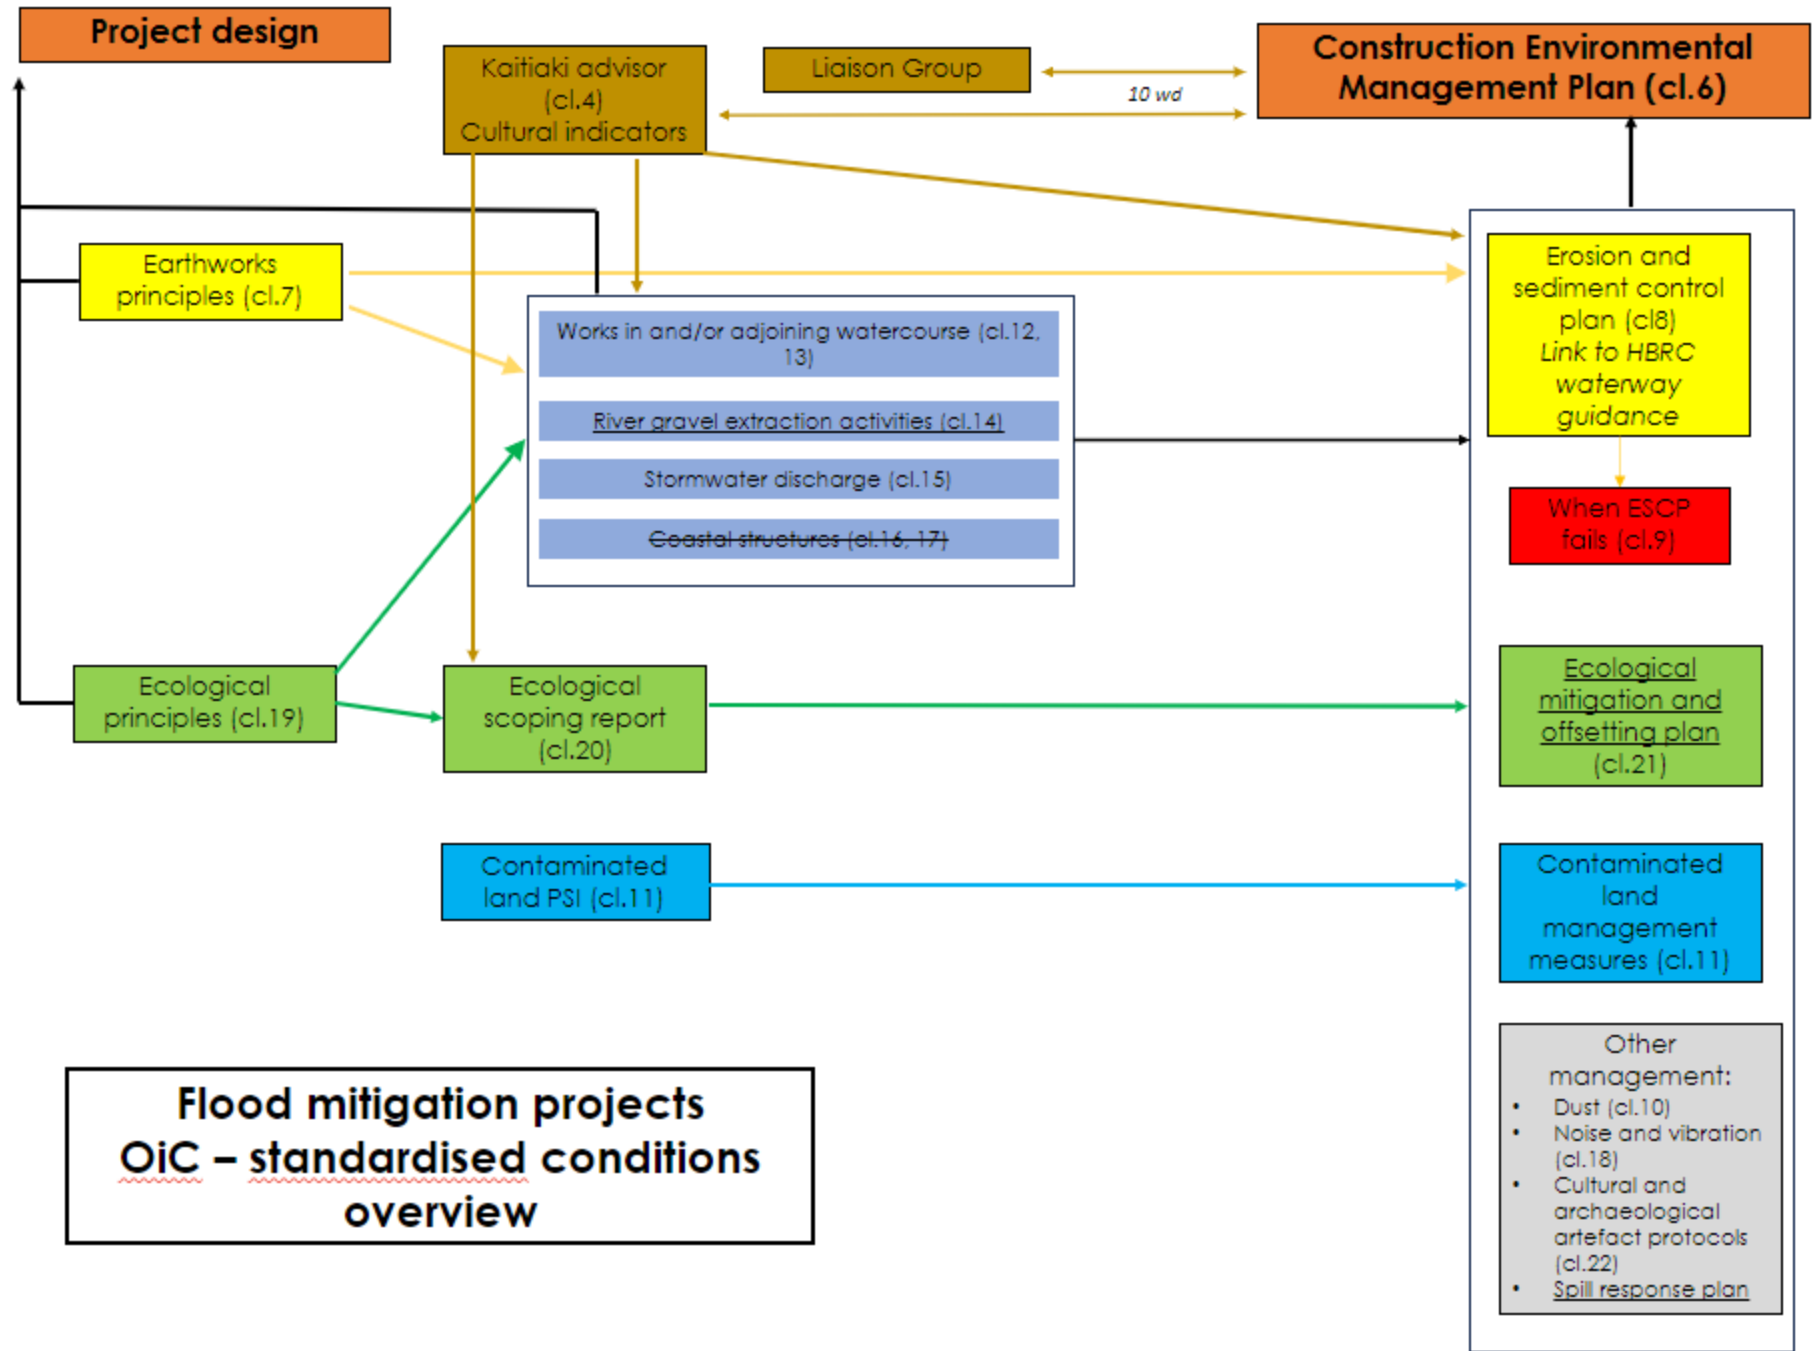 Project design
Kaitiaki advisor
(cl.4)
Cultural indicators
Liaison Group
10 wd
Construction Environmental
Management Plan (cl.6)
Earthworks
principles (cl.7)
Works in and/or adjoining watercourse (cl.12,
13)
River gravel extraction activities (cl.14)
Stormwater discharge (cl.15)
Coastal structures (cl.16, 17)
Erosion and
sediment control
plan (cl8)
Link to HBRC
waterway
guidance
When ESCP
fails (cl.9)
Ecological
principles (cl.19)
Ecological
scoping report
(cl.20)
Ecological
mitigation and
offsetting plan
(cl.21)
Contaminated
land PSI (cl.11)
Contaminated
land
management
measures (cl.11)
Other
management:
• Dust (cl.10)
• Noise and vibration
(cl.18)
• Cultural and
archaeological
artefact protocols
(cl.22)
• Spill response plan
Flood mitigation projects
OiC – standardised conditions
overview